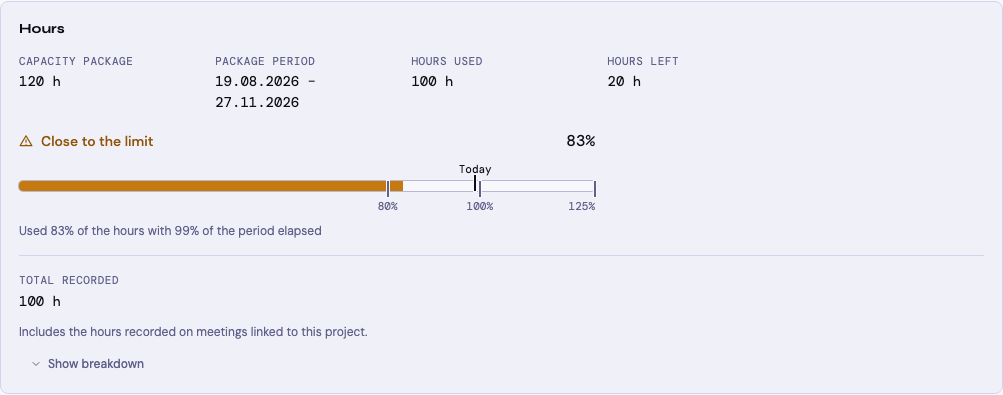 Hours
CAPACITY PACKAGE
120 h
PACKAGE PERIOD
19.08.2026 –
27.11.2026
HOURS USED
100 h
HOURS LEFT
20 h
Close to the limit
83%
Today
80%
100%
125%
Used 83% of the hours with 99% of the period elapsed
TOTAL RECORDED
100 h
Includes the hours recorded on meetings linked to this project.
Show breakdown